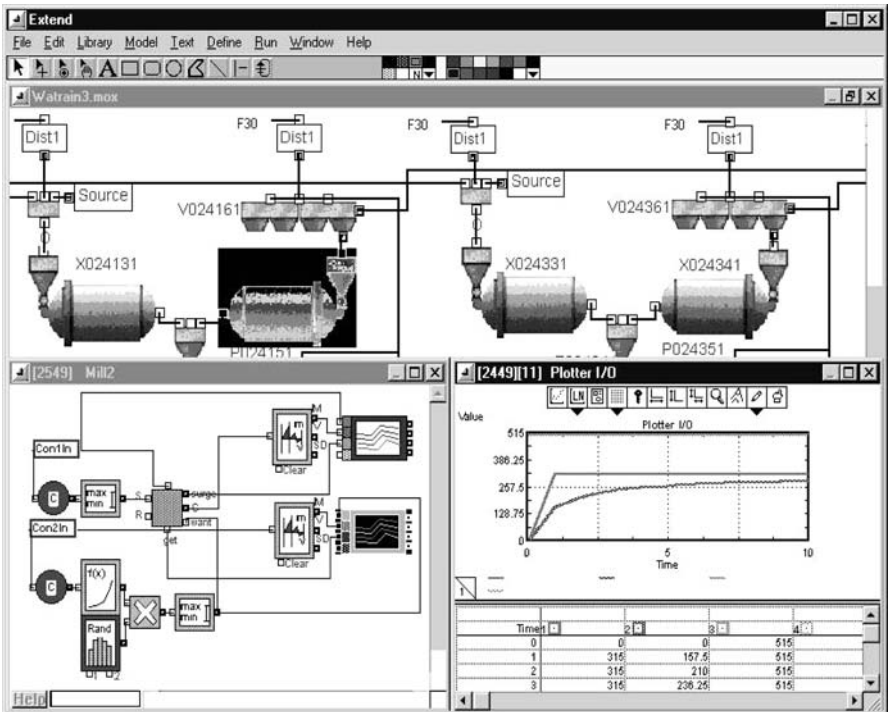 Extend
File Edit Library Model Text Define Run Window Help
A
N
Watrain3.mox
Dist1
F30
Dist1
F30
Dist1
F30
Dist1
Source
V024161
Source
V024361
X024131
X024331
X024341
P024151
P024351
[2549] Mill2
Con1In
C
max
min
S
R
surge
C
want
get
m
M
V
SD
Clear
Con2In
C
f(x)
Rand
1 2
max
min
m
M
V
SD
Clear
Help
[2449][11] Plotter I/O
LN
Value
Plotter I/O
515
386.25
257.5
128.75
0
0 5 10
Time
1
Time 1 2 3 4
0 0 0 515
1 315 157.5 515
2 315 210 515
3 315 236.25 515